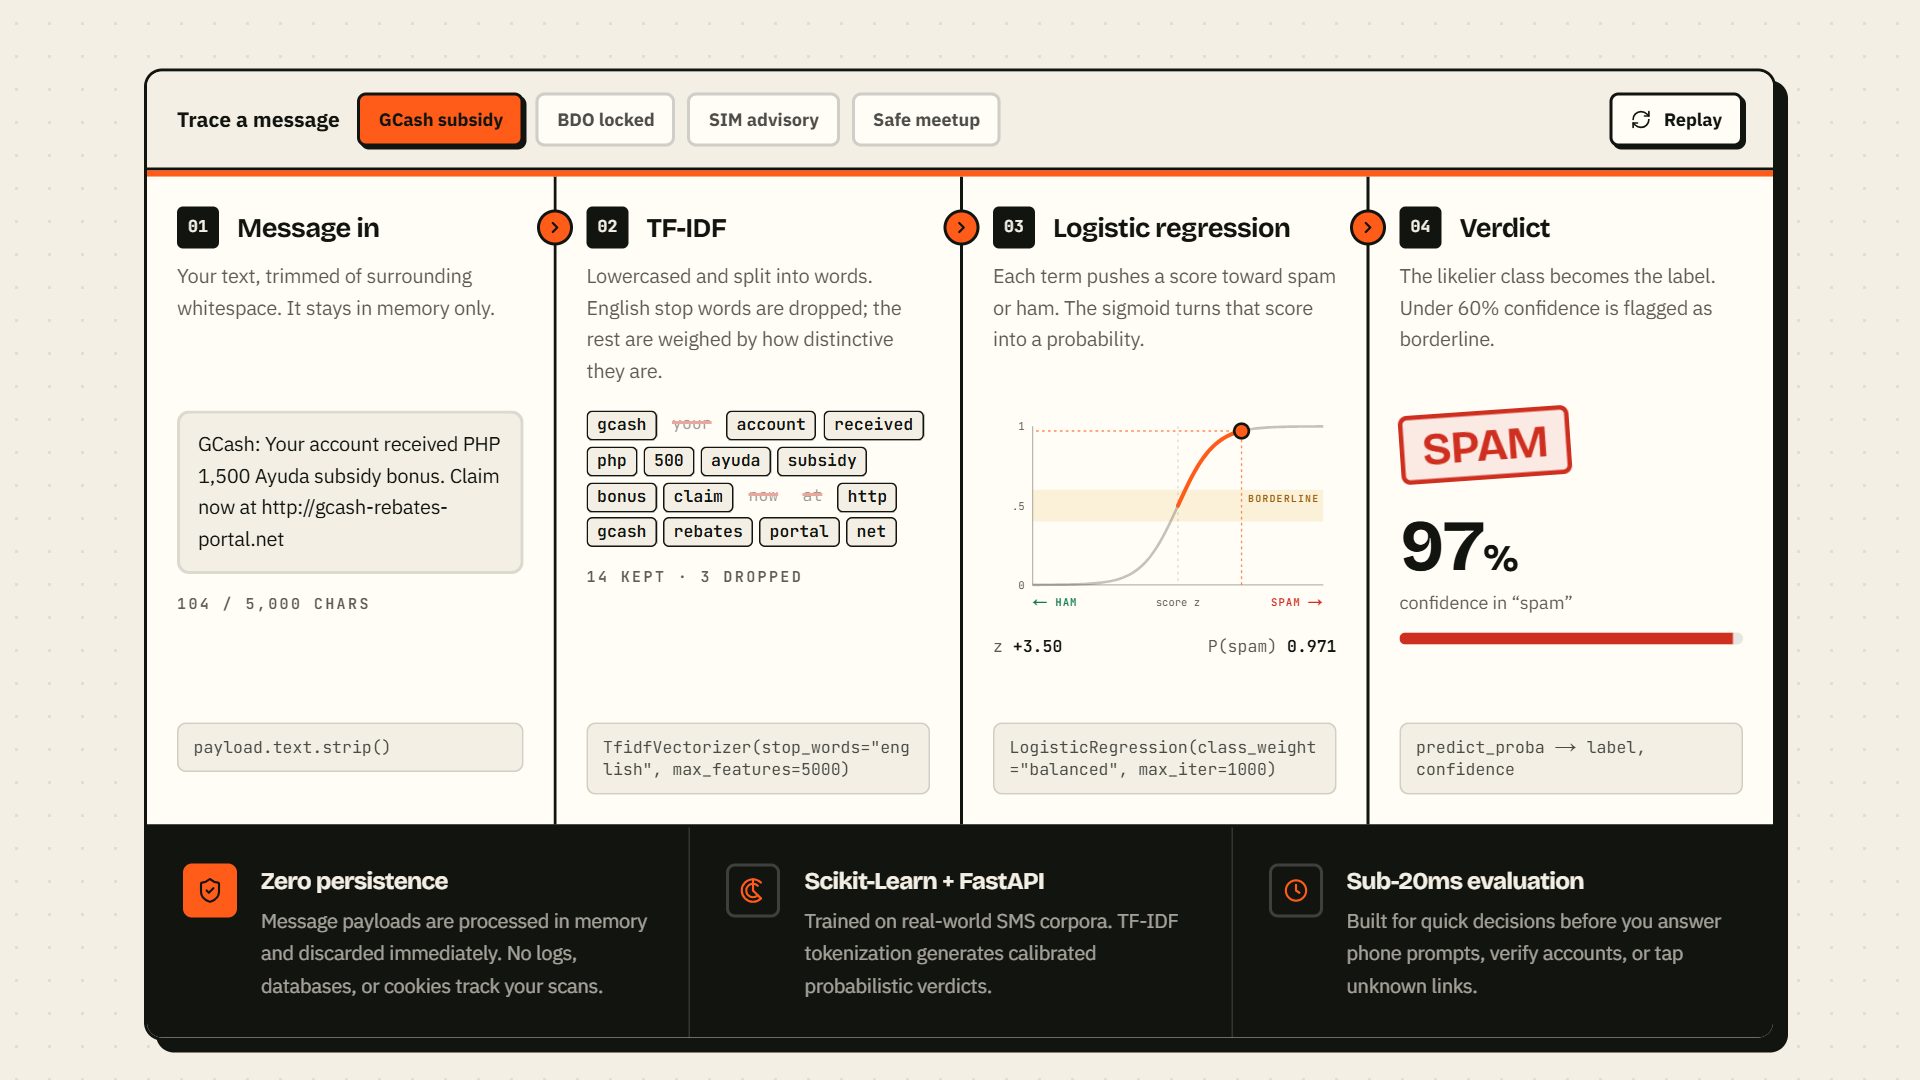 Trace a message
GCash subsidy
BDO locked
SIM advisory
Safe meetup
Replay
01 Message in
Your text, trimmed of surrounding
whitespace. It stays in memory only.
GCash: Your account received PHP
1,500 Ayuda subsidy bonus. Claim
now at http://gcash-rebates-
portal.net
104 / 5,000 CHARS
payload.text.strip()
02 TF-IDF
Lowercased and split into words.
English stop words are dropped; the
rest are weighed by how distinctive
they are.
gcash your account received
php 500 ayuda subsidy
bonus claim now at http
gcash rebates portal net
14 KEPT · 3 DROPPED
TfidfVectorizer(stop_words="eng
lish", max_features=5000)
03 Logistic regression
Each term pushes a score toward spam
or ham. The sigmoid turns that score
into a probability.
1
.5
BORDERLINE
0
← HAM score z SPAM →
z +3.50 P(spam) 0.971
LogisticRegression(class_weight
="balanced", max_iter=1000)
04 Verdict
The likelier class becomes the label.
Under 60% confidence is flagged as
borderline.
SPAM
97%
confidence in “spam”
predict_proba → label,
confidence
Zero persistence
Message payloads are processed in memory
and discarded immediately. No logs,
databases, or cookies track your scans.
Scikit-Learn + FastAPI
Trained on real-world SMS corpora. TF-IDF
tokenization generates calibrated
probabilistic verdicts.
Sub-20ms evaluation
Built for quick decisions before you answer
phone prompts, verify accounts, or tap
unknown links.